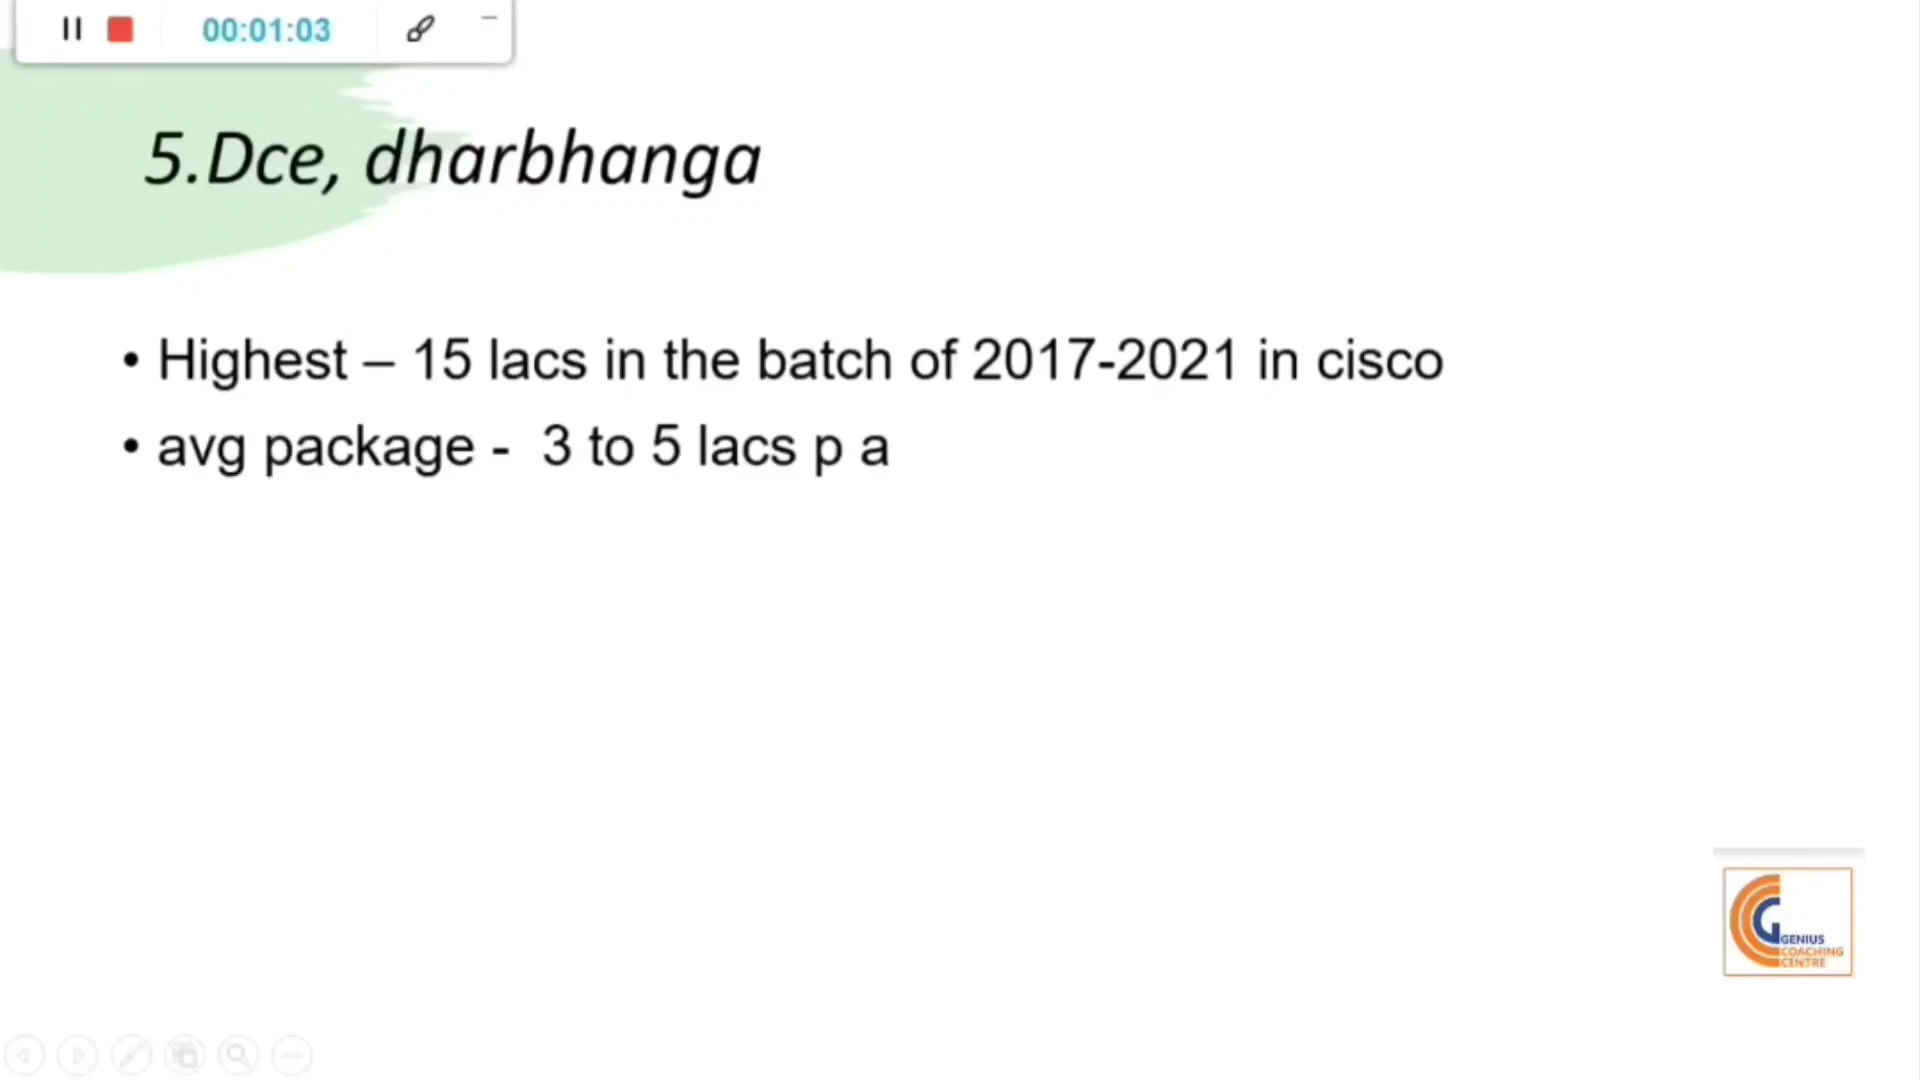 00:01:03
5.Dce, dharbhanga
• Highest – 15 lacs in the batch of 2017-2021 in cisco
• avg package -  3 to 5 lacs p a
GENIUS
COACHING
CENTRE